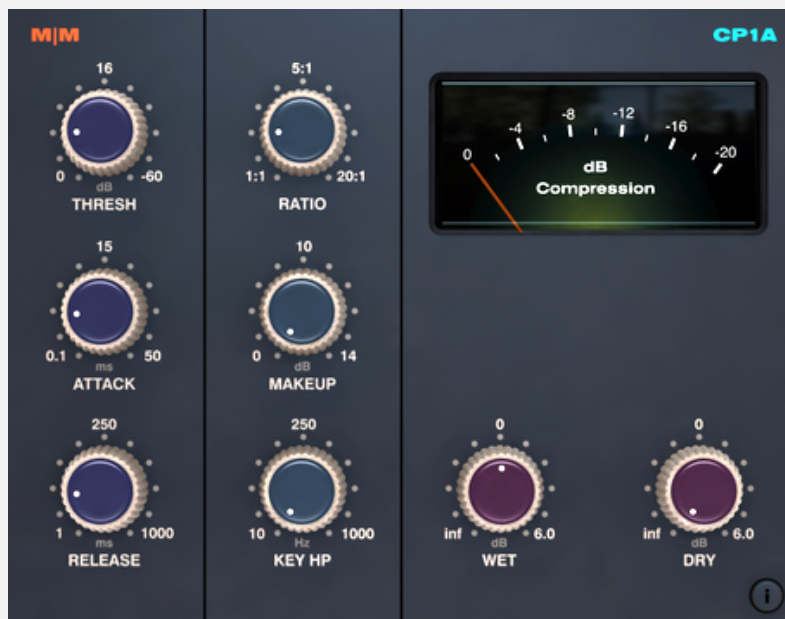 M|M
CP1A
16
0
-60
dB
THRESH
5:1
1:1
20:1
RATIO
0
-4
-8
-12
-16
-20
dB
Compression
15
0.1
50
ms
ATTACK
10
0
14
dB
MAKEUP
250
1
1000
ms
RELEASE
250
10
1000
Hz
KEY HP
0
inf
6.0
dB
WET
0
inf
6.0
dB
DRY
i